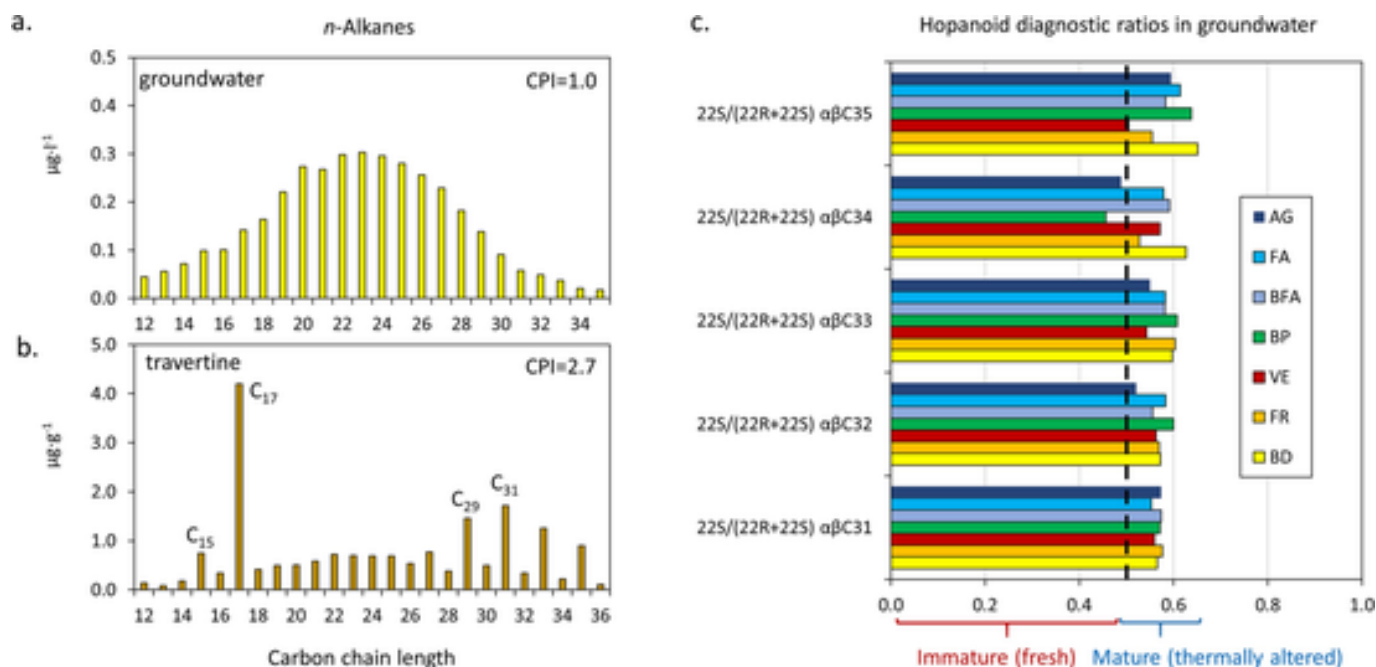 a.
n-Alkanes
groundwater
CPI=1.0
µg·l⁻¹
0.5
0.4
0.3
0.2
0.1
0.0
12 14 16 18 20 22 24 26 28 30 32 34
b.
travertine
CPI=2.7
µg·g⁻¹
5.0
4.0
3.0
2.0
1.0
0.0
C₁₅
C₁₇
C₂₉
C₃₁
12 14 16 18 20 22 24 26 28 30 32 34 36
Carbon chain length
c.
Hopanoid diagnostic ratios in groundwater
22S/(22R+22S) αβC35
22S/(22R+22S) αβC34
22S/(22R+22S) αβC33
22S/(22R+22S) αβC32
22S/(22R+22S) αβC31
AG
FA
BFA
BP
VE
FR
BD
0.0 0.2 0.4 0.6 0.8 1.0
Immature (fresh) Mature (thermally altered)